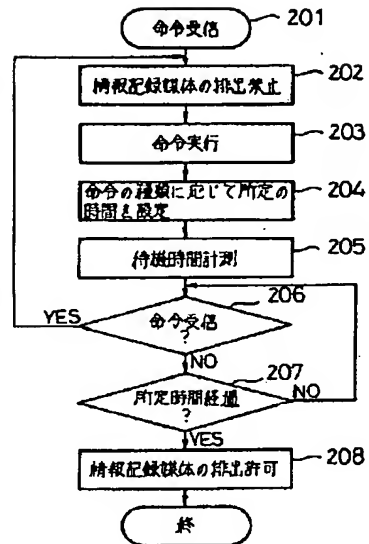 命令受信
201
情報記録媒体の排出禁止
202
命令実行
203
命令の種類に応じて所定の
時間を設定
204
待機時間計測
205
206
命令受信
?
YES
NO
207
所定時間経過
?
NO
YES
情報記録媒体の排出許可
208
終